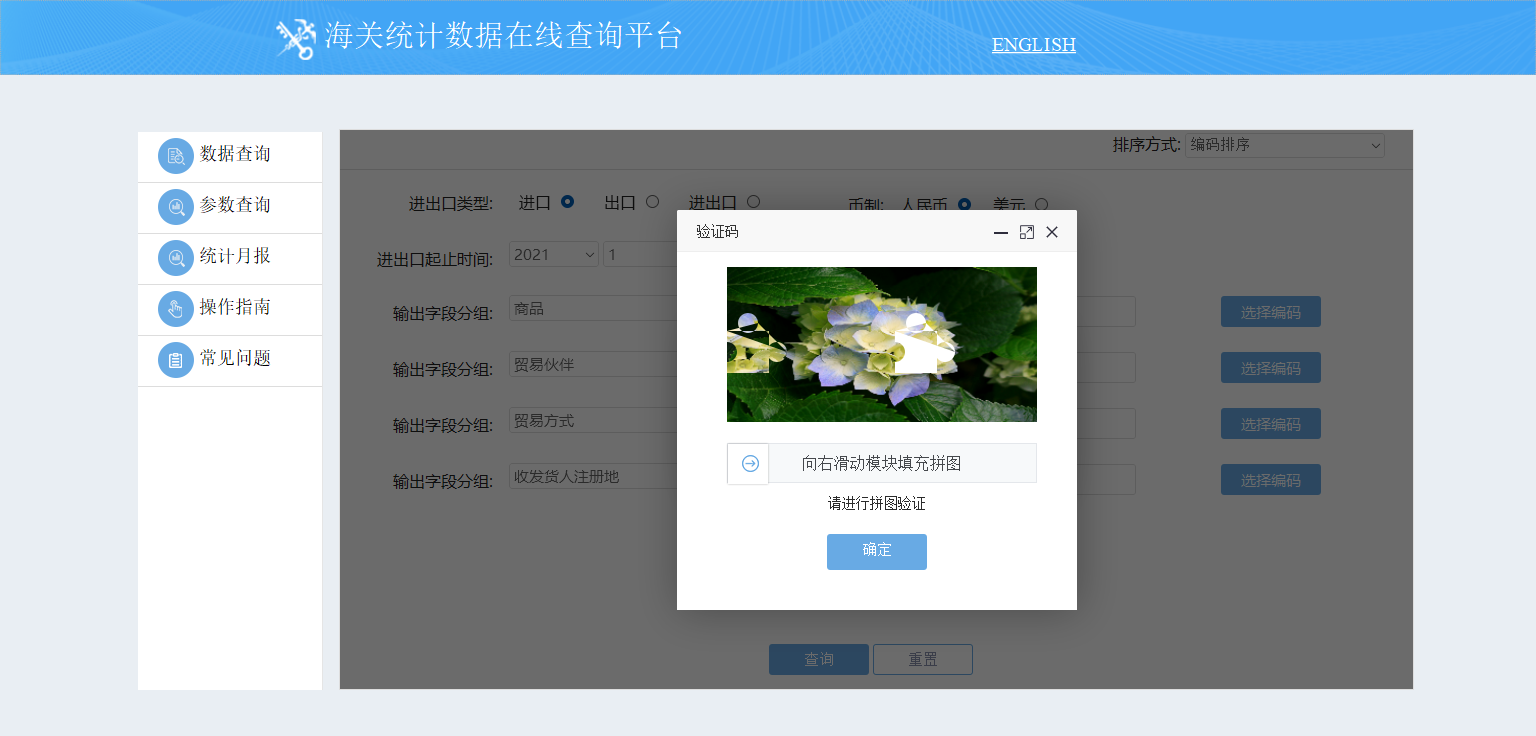 海关统计数据在线查询平台
ENGLISH
数据查询
参数查询
统计月报
操作指南
常见问题
排序方式: 编码排序
进出口类型: 进口 出口 进出口 币制: 人民币 美元
进出口起止时间: 2021 1
输出字段分组: 商品 选择编码
输出字段分组: 贸易伙伴 选择编码
输出字段分组: 贸易方式 选择编码
输出字段分组: 收发货人注册地 选择编码
验证码
向右滑动模块填充拼图
请进行拼图验证
确定
查询 重置